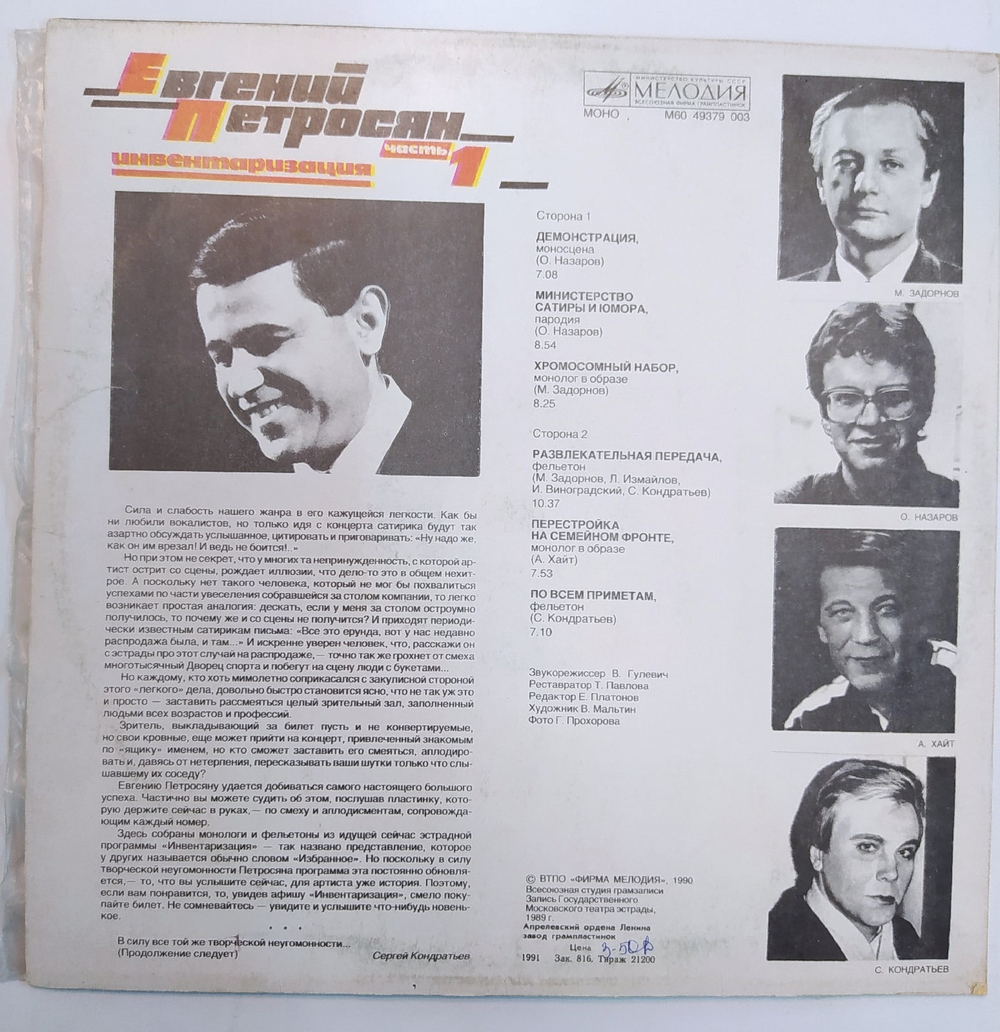 Евгений
Петросян
часть 1
инвентаризация
МИНИСТЕРСТВО КУЛЬТУРЫ СССР
МЕЛОДИЯ
ВСЕСОЮЗНАЯ ФИРМА ГРАМПЛАСТИНОК
МОНО
М60 49379 003
Сторона 1
ДЕМОНСТРАЦИЯ,
моносцена
(О. Назаров)
7.08
МИНИСТЕРСТВО
САТИРЫ И ЮМОРА,
пародия
(О. Назаров)
8.54
ХРОМОСОМНЫЙ НАБОР,
монолог в образе
(М. Задорнов)
8.25
Сторона 2
РАЗВЛЕКАТЕЛЬНАЯ ПЕРЕДАЧА,
фельетон
(М. Задорнов, Л. Измайлов,
И. Виноградский, С. Кондратьев)
10.37
ПЕРЕСТРОЙКА
НА СЕМЕЙНОМ ФРОНТЕ,
монолог в образе
(А. Хайт)
7.53
ПО ВСЕМ ПРИМЕТАМ,
фельетон
(С. Кондратьев)
7.10
Звукорежиссер В. Гулевич
Реставратор Т. Павлова
Редактор Е. Платонов
Художник В. Мальтин
Фото Г. Прохорова
М. ЗАДОРНОВ
О. НАЗАРОВ
А. ХАЙТ
С. КОНДРАТЬЕВ
Сила и слабость нашего жанра в его кажущейся легкости. Как бы
ни любили вокалистов, но только идя с концерта сатирика будут так
азартно обсуждать услышанное, цитировать и приговаривать: «Ну надо же,
как он им врезал! И ведь не боится!..»
Но при этом не секрет, что у многих та непринужденность, с которой ар-
тист острит со сцены, рождает иллюзии, что дело-то это в общем нехит-
рое. А поскольку нет такого человека, который не мог бы похвалиться
успехами по части увеселения собравшейся за столом компании, то легко
возникает простая аналогия: дескать, если у меня за столом остроумно
получилось, то почему же и со сцены не получится? И приходят периоди-
чески известным сатирикам письма: «Все это ерунда, вот у нас недавно
распродажа была, и там...» И искренне уверен человек, что, расскажи он
с эстрады про этот случай на распродаже, — точно так же грохнет от смеха
многотысячный Дворец спорта и побегут на сцену люди с букетами...
Но каждому, кто хоть мимолетно соприкасался с закулисной стороной
этого «легкого» дела, довольно быстро становится ясно, что не так уж это
и просто — заставить рассмеяться целый зрительный зал, заполненный
людьми всех возрастов и профессий.
Зритель, выкладывающий за билет пусть и не конвертируемые,
но свои кровные, еще может прийти на концерт, привлеченный знакомым
по «ящику» именем, но кто сможет заставить его смеяться, аплодиро-
вать и, давясь от нетерпения, пересказывать ваши шутки только что слы-
шавшему их соседу?
Евгению Петросяну удается добиваться самого настоящего большого
успеха. Частично вы можете судить об этом, послушав пластинку, кото-
рую держите сейчас в руках, — по смеху и аплодисментам, сопровожда-
ющим каждый номер.
Здесь собраны монологи и фельетоны из идущей сейчас эстрадной
программы «Инвентаризация» — так названо представление, которое
у других называется обычно словом «Избранное». Но поскольку в силу
творческой неугомонности Петросяна программа эта постоянно обновля-
ется, — то, что вы услышите сейчас, для артиста уже история. Поэтому,
если вам понравится, то, увидев афишу «Инвентаризация», смело поку-
пайте билет. Не сомневайтесь — увидите и услышите что-нибудь новень-
кое.
* * *
В силу все той же творческой неугомонности...
(Продолжение следует)
Сергей Кондратьев
© ВТПО «ФИРМА МЕЛОДИЯ», 1990
Всесоюзная студия грамзаписи
Запись Государственного
Московского театра эстрады,
1989 г.
Апрелевский ордена Ленина
завод грампластинок
Цена 3-50
1991 Зак. 816. Тираж 21200